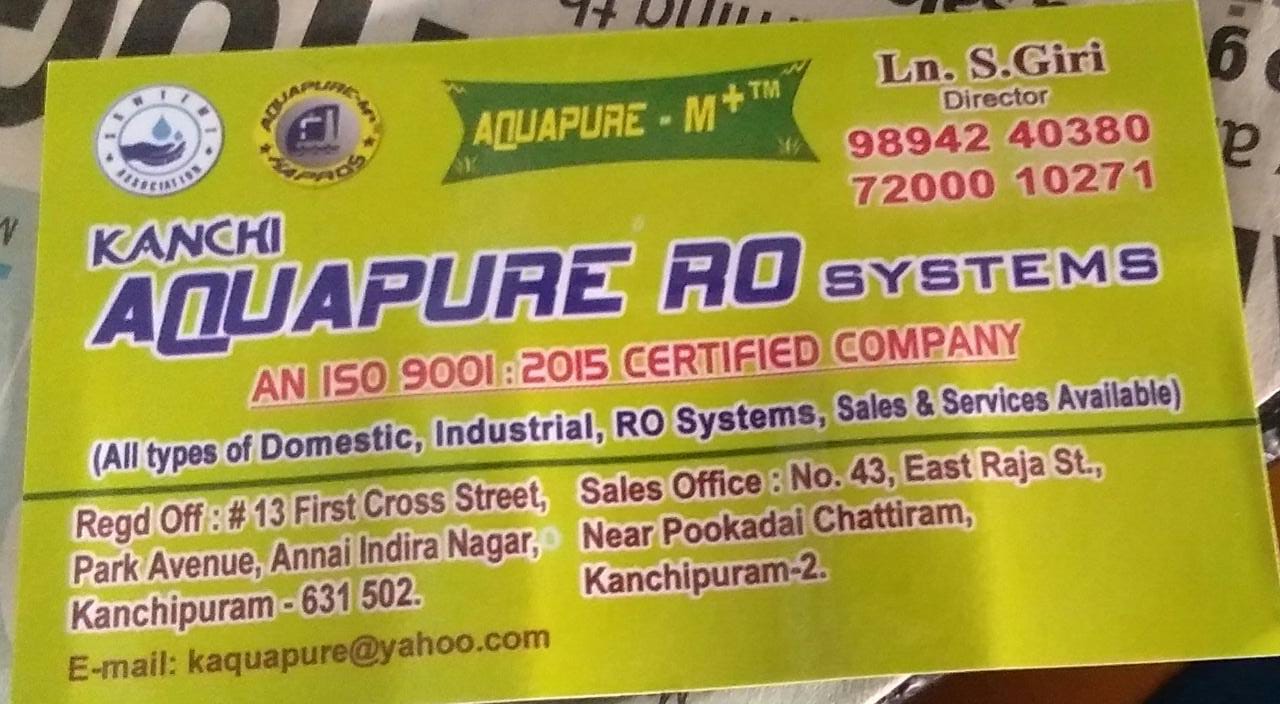 AQUAPURE-M+
KAPROS
ASSOCIATION
AQUAPURE - M+™
Ln. S.Giri
Director
98942 40380
72000 10271
KANCHI
AQUAPURE RO SYSTEMS
AN ISO 9001:2015 CERTIFIED COMPANY
(All types of Domestic, Industrial, RO Systems, Sales & Services Available)
Regd Off : # 13 First Cross Street,
Park Avenue, Annai Indira Nagar,
Kanchipuram - 631 502.
E-mail: kaquapure@yahoo.com
Sales Office : No. 43, East Raja St.,
Near Pookadai Chattiram,
Kanchipuram-2.